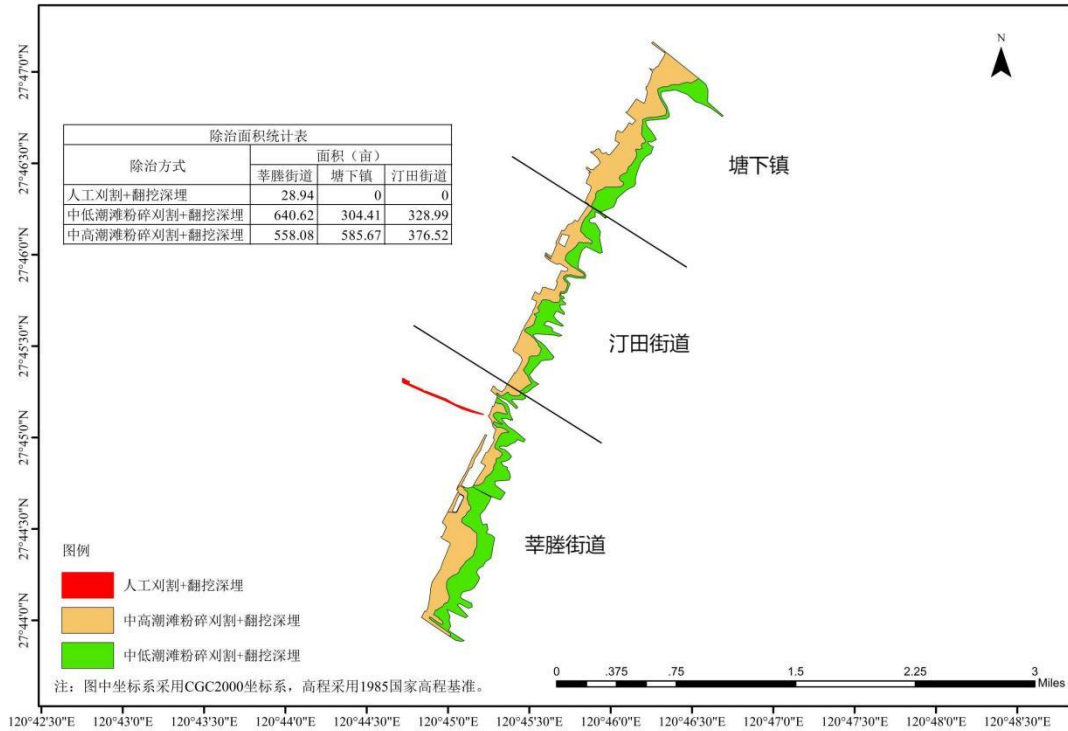 N
27°47'0"N
27°46'30"N
27°46'0"N
27°45'30"N
27°45'0"N
27°44'30"N
27°44'0"N
除治面积统计表
除治方式 面积（亩）
莘塍街道 塘下镇 汀田街道
人工刈割+翻挖深埋 28.94 0 0
中低潮滩粉碎刈割+翻挖深埋 640.62 304.41 328.99
中高潮滩粉碎刈割+翻挖深埋 558.08 585.67 376.52
塘下镇
汀田街道
莘塍街道
图例
人工刈割+翻挖深埋
中高潮滩粉碎刈割+翻挖深埋
中低潮滩粉碎刈割+翻挖深埋
注：图中坐标系采用CGC2000坐标系，高程采用1985国家高程基准。
0 .375 .75 1.5 2.25 3
Miles
120°42'30"E 120°43'0"E 120°43'30"E 120°44'0"E 120°44'30"E 120°45'0"E 120°45'30"E 120°46'0"E 120°46'30"E 120°47'0"E 120°47'30"E 120°48'0"E 120°48'30"E